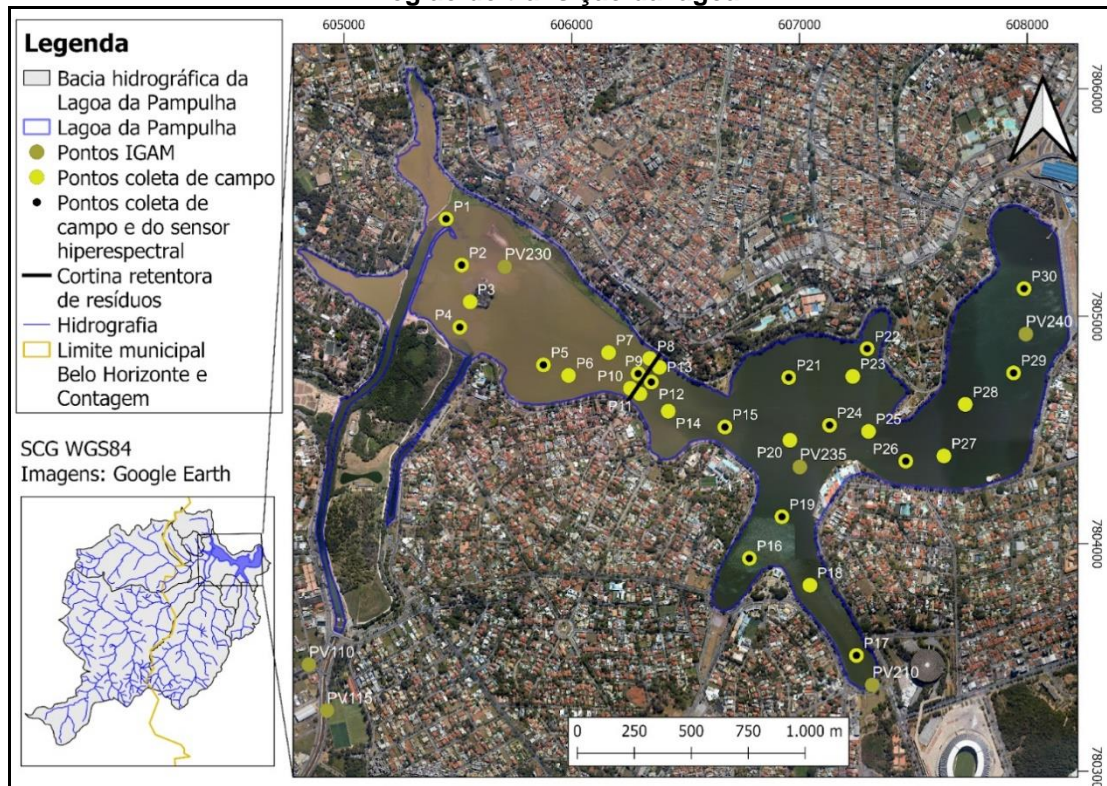 Legenda
Bacia hidrográfica da
Lagoa da Pampulha
Lagoa da Pampulha
Pontos IGAM
Pontos coleta de campo
Pontos coleta de
campo e do sensor
hiperespectral
Cortina retentora
de resíduos
Hidrografia
Limite municipal
Belo Horizonte e
Contagem
SCG WGS84
Imagens: Google Earth
605000
606000
607000
608000
7806000
7805000
7804000
P1
P2
PV230
P3
P4
P5
P6
P7
P8
P9
P10
P11
P12
P13
P14
P15
P16
P17
P18
P19
P20
P21
P22
P23
P24
P25
P26
P27
P28
P29
P30
PV240
PV235
PV210
PV110
PV115
0 250 500 750 1.000 m